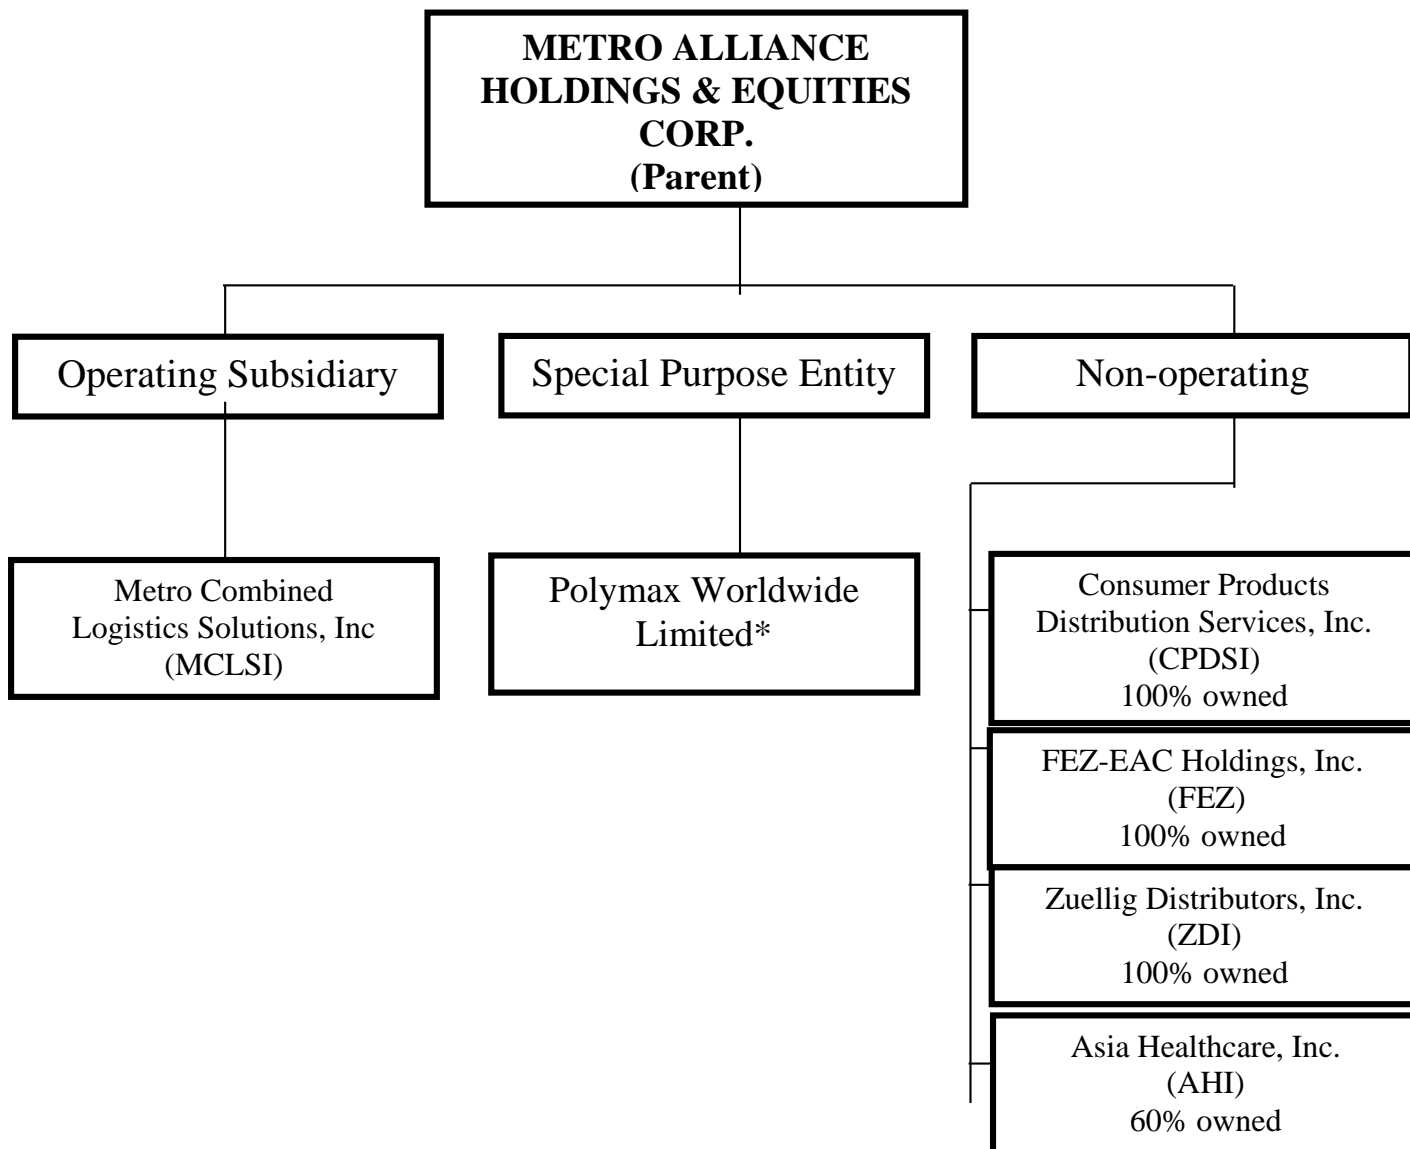 METRO ALLIANCE
HOLDINGS & EQUITIES
CORP.
(Parent)
Operating Subsidiary
Special Purpose Entity
Non-operating
Metro Combined
Logistics Solutions, Inc
(MCLSI)
Polymax Worldwide
Limited*
Consumer Products
Distribution Services, Inc.
(CPDSI)
100% owned
FEZ-EAC Holdings, Inc.
(FEZ)
100% owned
Zuellig Distributors, Inc.
(ZDI)
100% owned
Asia Healthcare, Inc.
(AHI)
60% owned